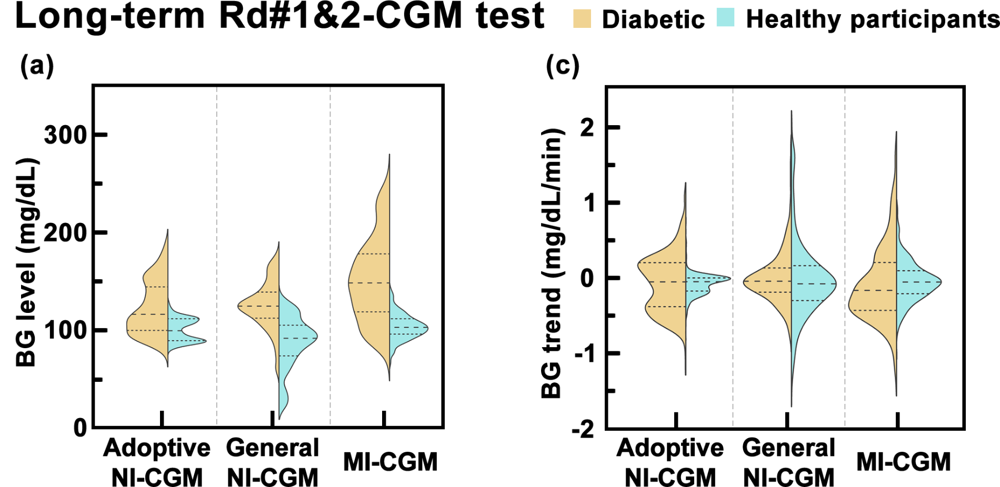 Long-term Rd#1&2-CGM test
Diabetic
Healthy participants
(a)
BG level (mg/dL)
300
200
100
0
Adoptive
NI-CGM
General
NI-CGM
MI-CGM
(c)
BG trend (mg/dL/min)
2
1
0
-1
-2
Adoptive
NI-CGM
General
NI-CGM
MI-CGM